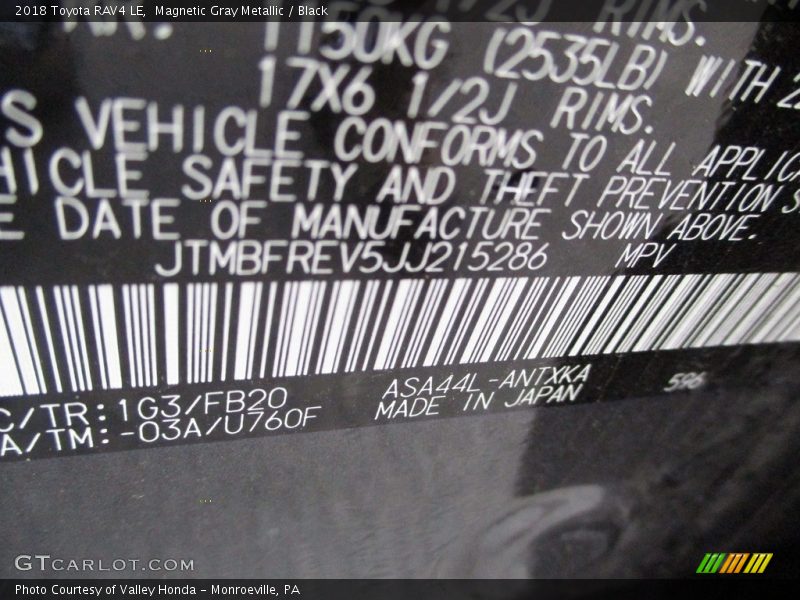 2018 Toyota RAV4 LE, Magnetic Gray Metallic / Black
1150KG (2535LB) WITH
17X6 1/2J RIMS.
S VEHICLE CONFORMS TO ALL APPLICA
HICLE SAFETY AND THEFT PREVENTION S
E DATE OF MANUFACTURE SHOWN ABOVE.
JTMBFREV5JJ215286 MPV
C/TR:1G3/FB20 ASA44L-ANTXKA 596
A/TM:-03A/U760F MADE IN JAPAN
GTCARLOT.COM
Photo Courtesy of Valley Honda - Monroeville, PA